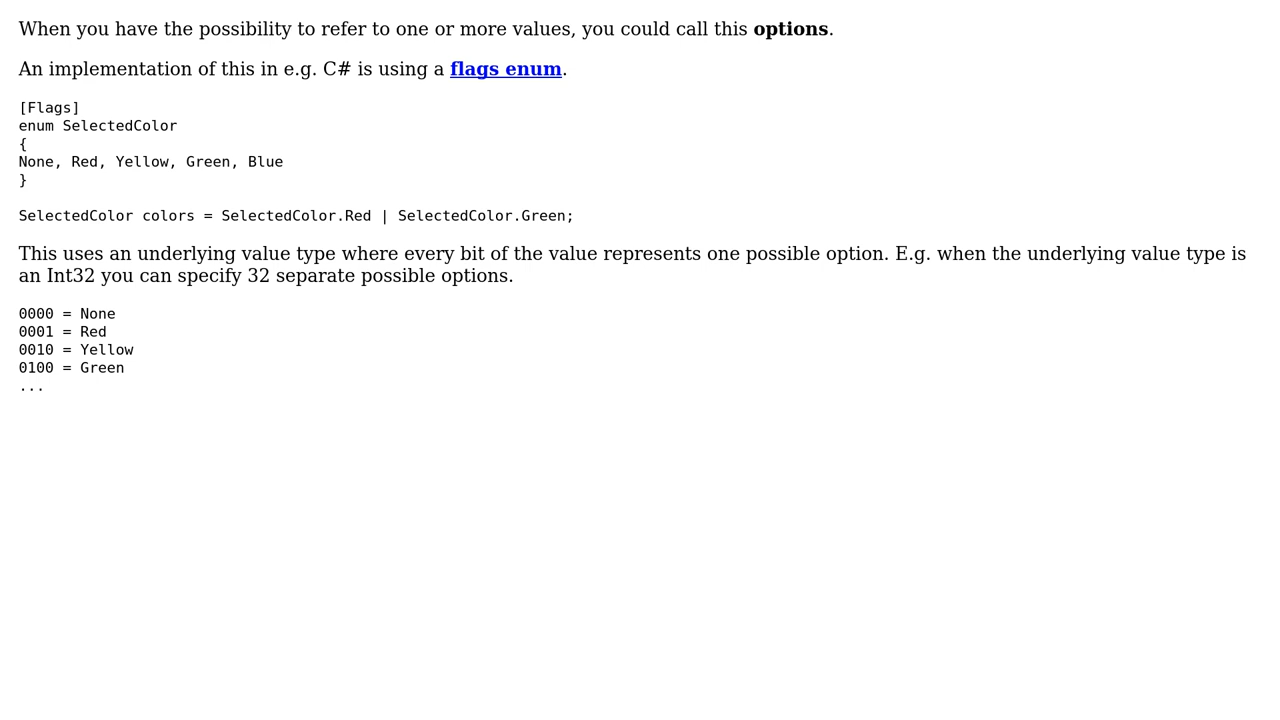 When you have the possibility to refer to one or more values, you could call this options.
An implementation of this in e.g. C# is using a flags enum.
[Flags]
enum SelectedColor
{
None, Red, Yellow, Green, Blue
}
SelectedColor colors = SelectedColor.Red | SelectedColor.Green;
This uses an underlying value type where every bit of the value represents one possible option. E.g. when the underlying value type is
an Int32 you can specify 32 separate possible options.
0000 = None
0001 = Red
0010 = Yellow
0100 = Green
...